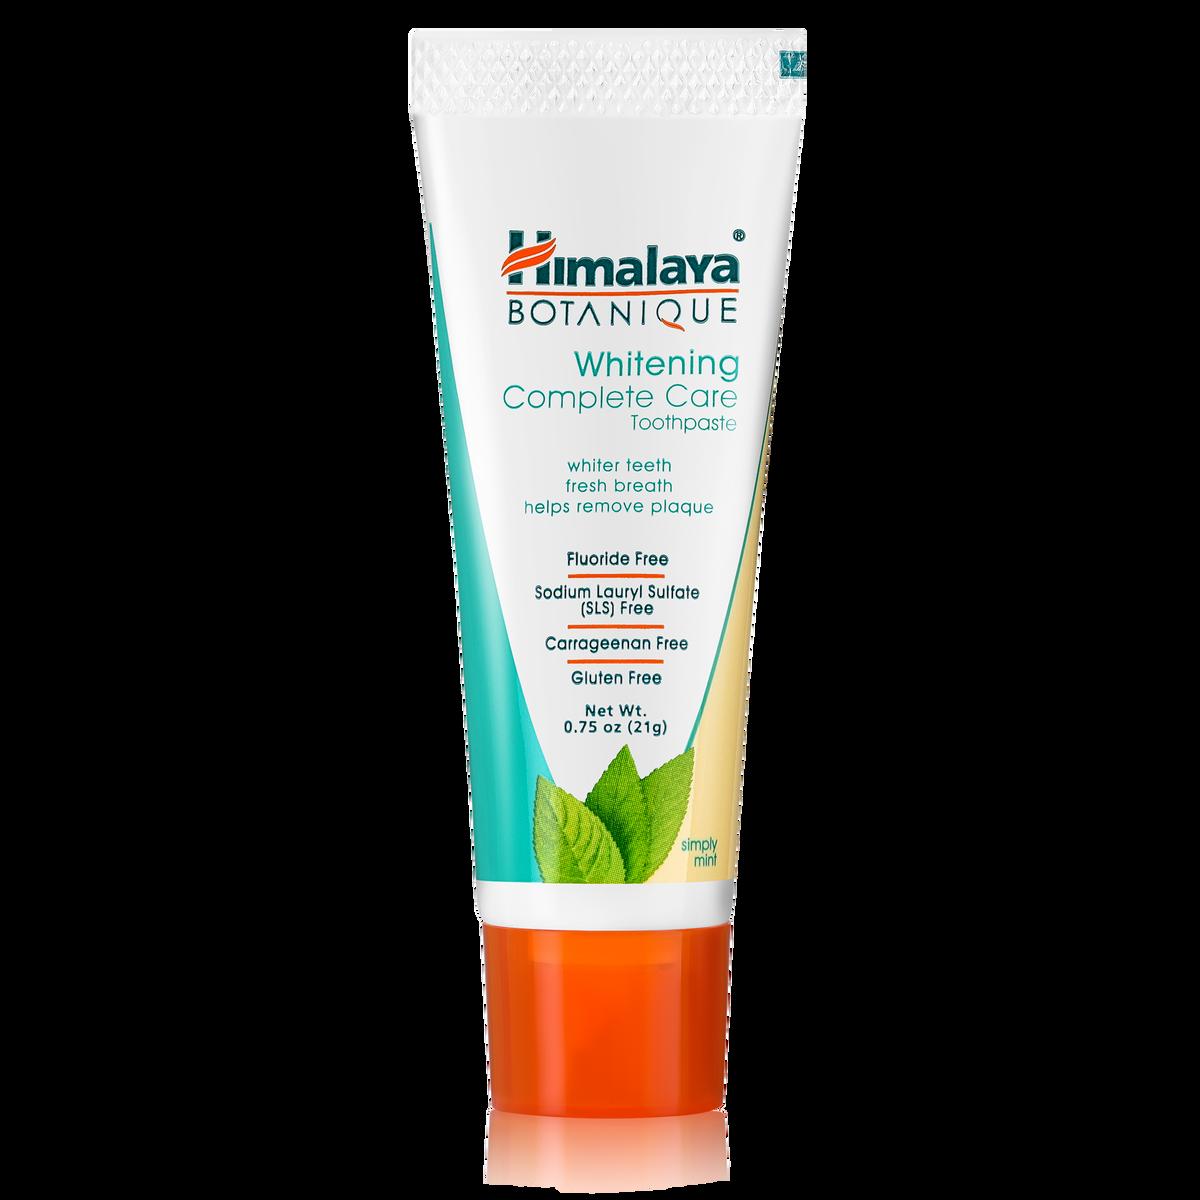 Himalaya®
BOTANIQUE
Whitening
Complete Care
Toothpaste
whiter teeth
fresh breath
helps remove plaque
Fluoride Free
Sodium Lauryl Sulfate
(SLS) Free
Carrageenan Free
Gluten Free
Net Wt.
0.75 oz (21g)
simply
mint